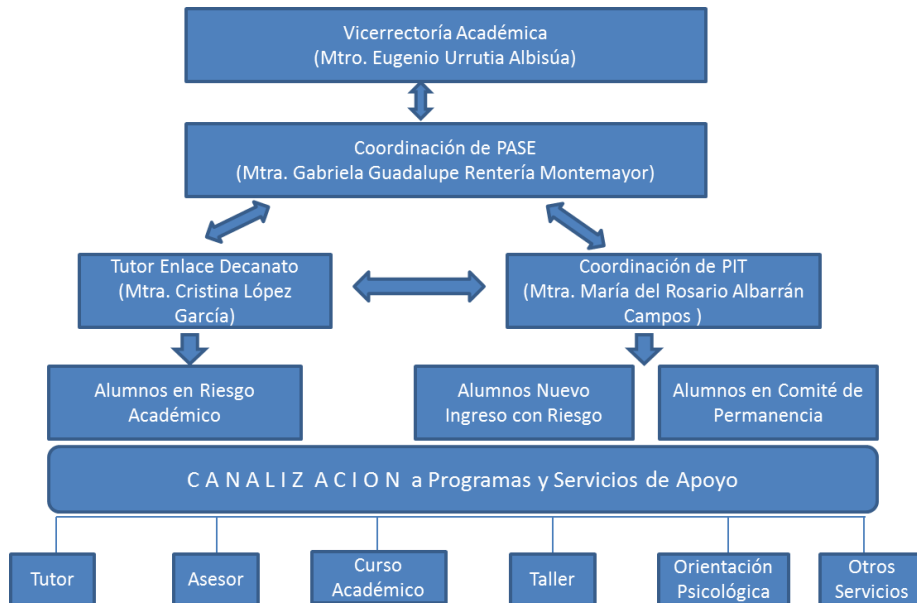 Vicerrectoría Académica
(Mtro. Eugenio Urrutia Albisúa)
Coordinación de PASE
(Mtra. Gabriela Guadalupe Rentería Montemayor)
Tutor Enlace Decanato
(Mtra. Cristina López
García)
Coordinación de PIT
(Mtra. María del Rosario Albarrán
Campos )
Alumnos en Riesgo
Académico
Alumnos Nuevo
Ingreso con Riesgo
Alumnos en Comité de
Permanencia
C A N A L I Z  A C I O N  a Programas y Servicios de Apoyo
Tutor
Asesor
Curso
Académico
Taller
Orientación
Psicológica
Otros
Servicios